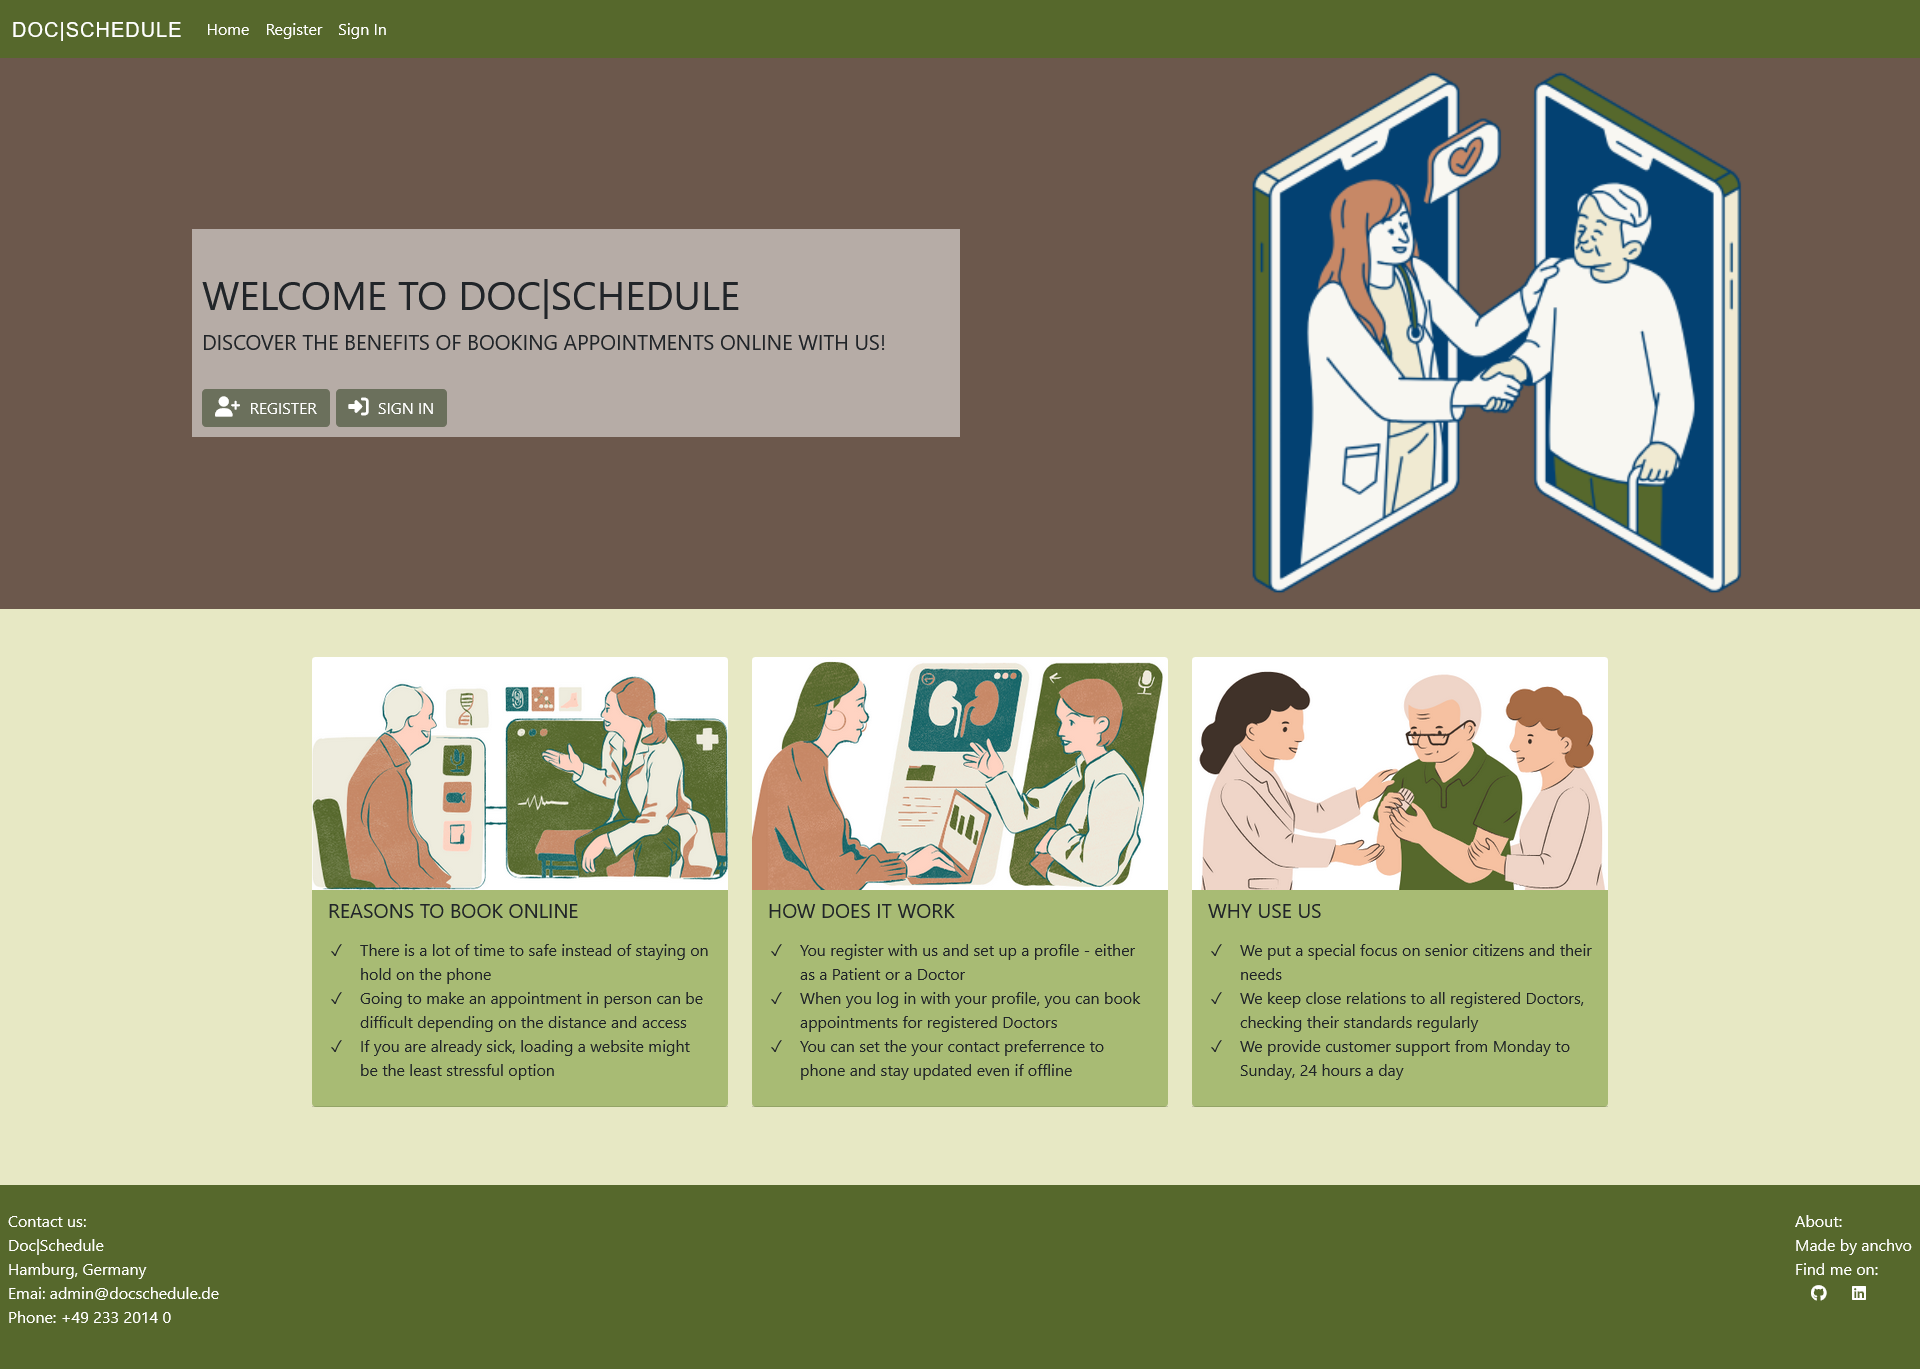 DOC|SCHEDULE Home Register Sign In
WELCOME TO DOC|SCHEDULE
DISCOVER THE BENEFITS OF BOOKING APPOINTMENTS ONLINE WITH US!
REGISTER SIGN IN
REASONS TO BOOK ONLINE
There is a lot of time to safe instead of staying on
hold on the phone
Going to make an appointment in person can be
difficult depending on the distance and access
If you are already sick, loading a website might
be the least stressful option
HOW DOES IT WORK
You register with us and set up a profile - either
as a Patient or a Doctor
When you log in with your profile, you can book
appointments for registered Doctors
You can set the your contact preferrence to
phone and stay updated even if offline
WHY USE US
We put a special focus on senior citizens and their
needs
We keep close relations to all registered Doctors,
checking their standards regularly
We provide customer support from Monday to
Sunday, 24 hours a day
Contact us:
Doc|Schedule
Hamburg, Germany
Emai: admin@docschedule.de
Phone: +49 233 2014 0
About:
Made by anchvo
Find me on: